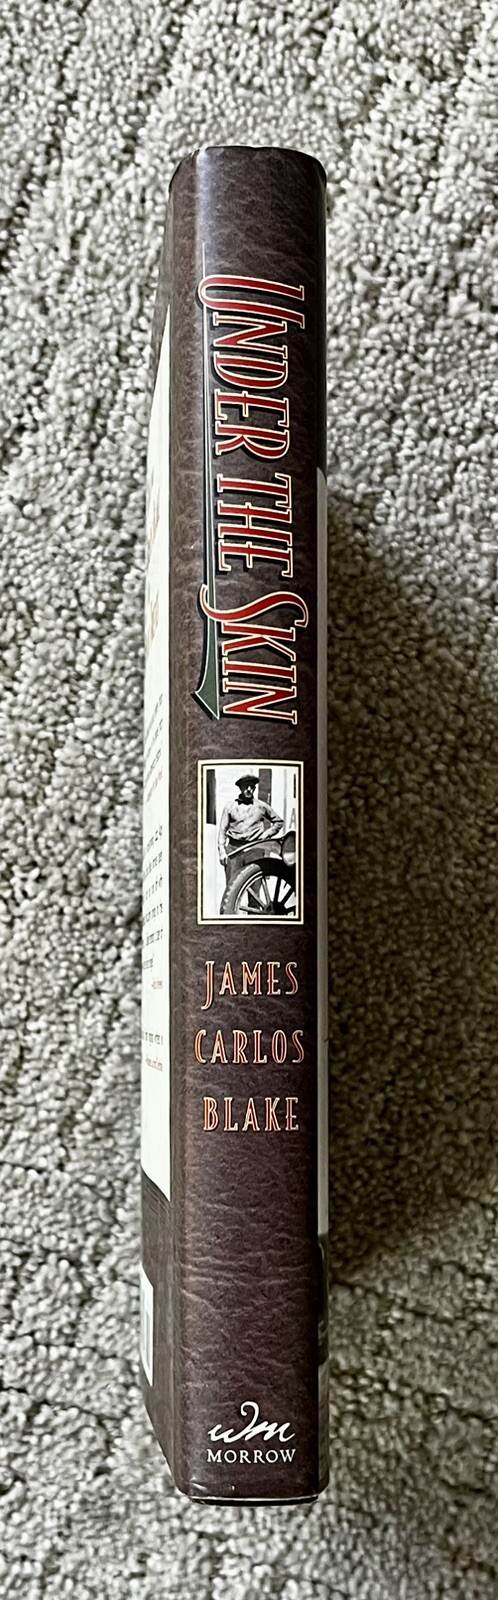 UNDER THE SKIN
JAMES
CARLOS
BLAKE
wm
MORROW